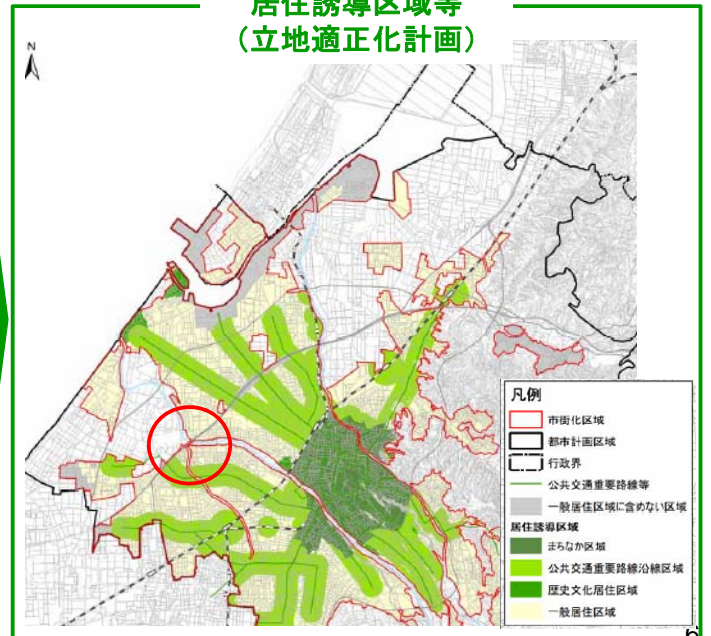 居住誘導区域等
（立地適正化計画）
N
凡例
市街化区域
都市計画区域
行政界
公共交通重要路線等
一般居住区域に含めない区域
居住誘導区域
まちなか区域
公共交通重要路線沿線区域
歴史文化居住区域
一般居住区域